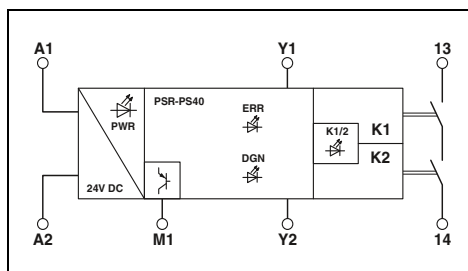 A1 Y1 13
PSR-PS40
PWR ERR
K1/2 K1
DGN K2
24V DC
A2 M1 Y2 14